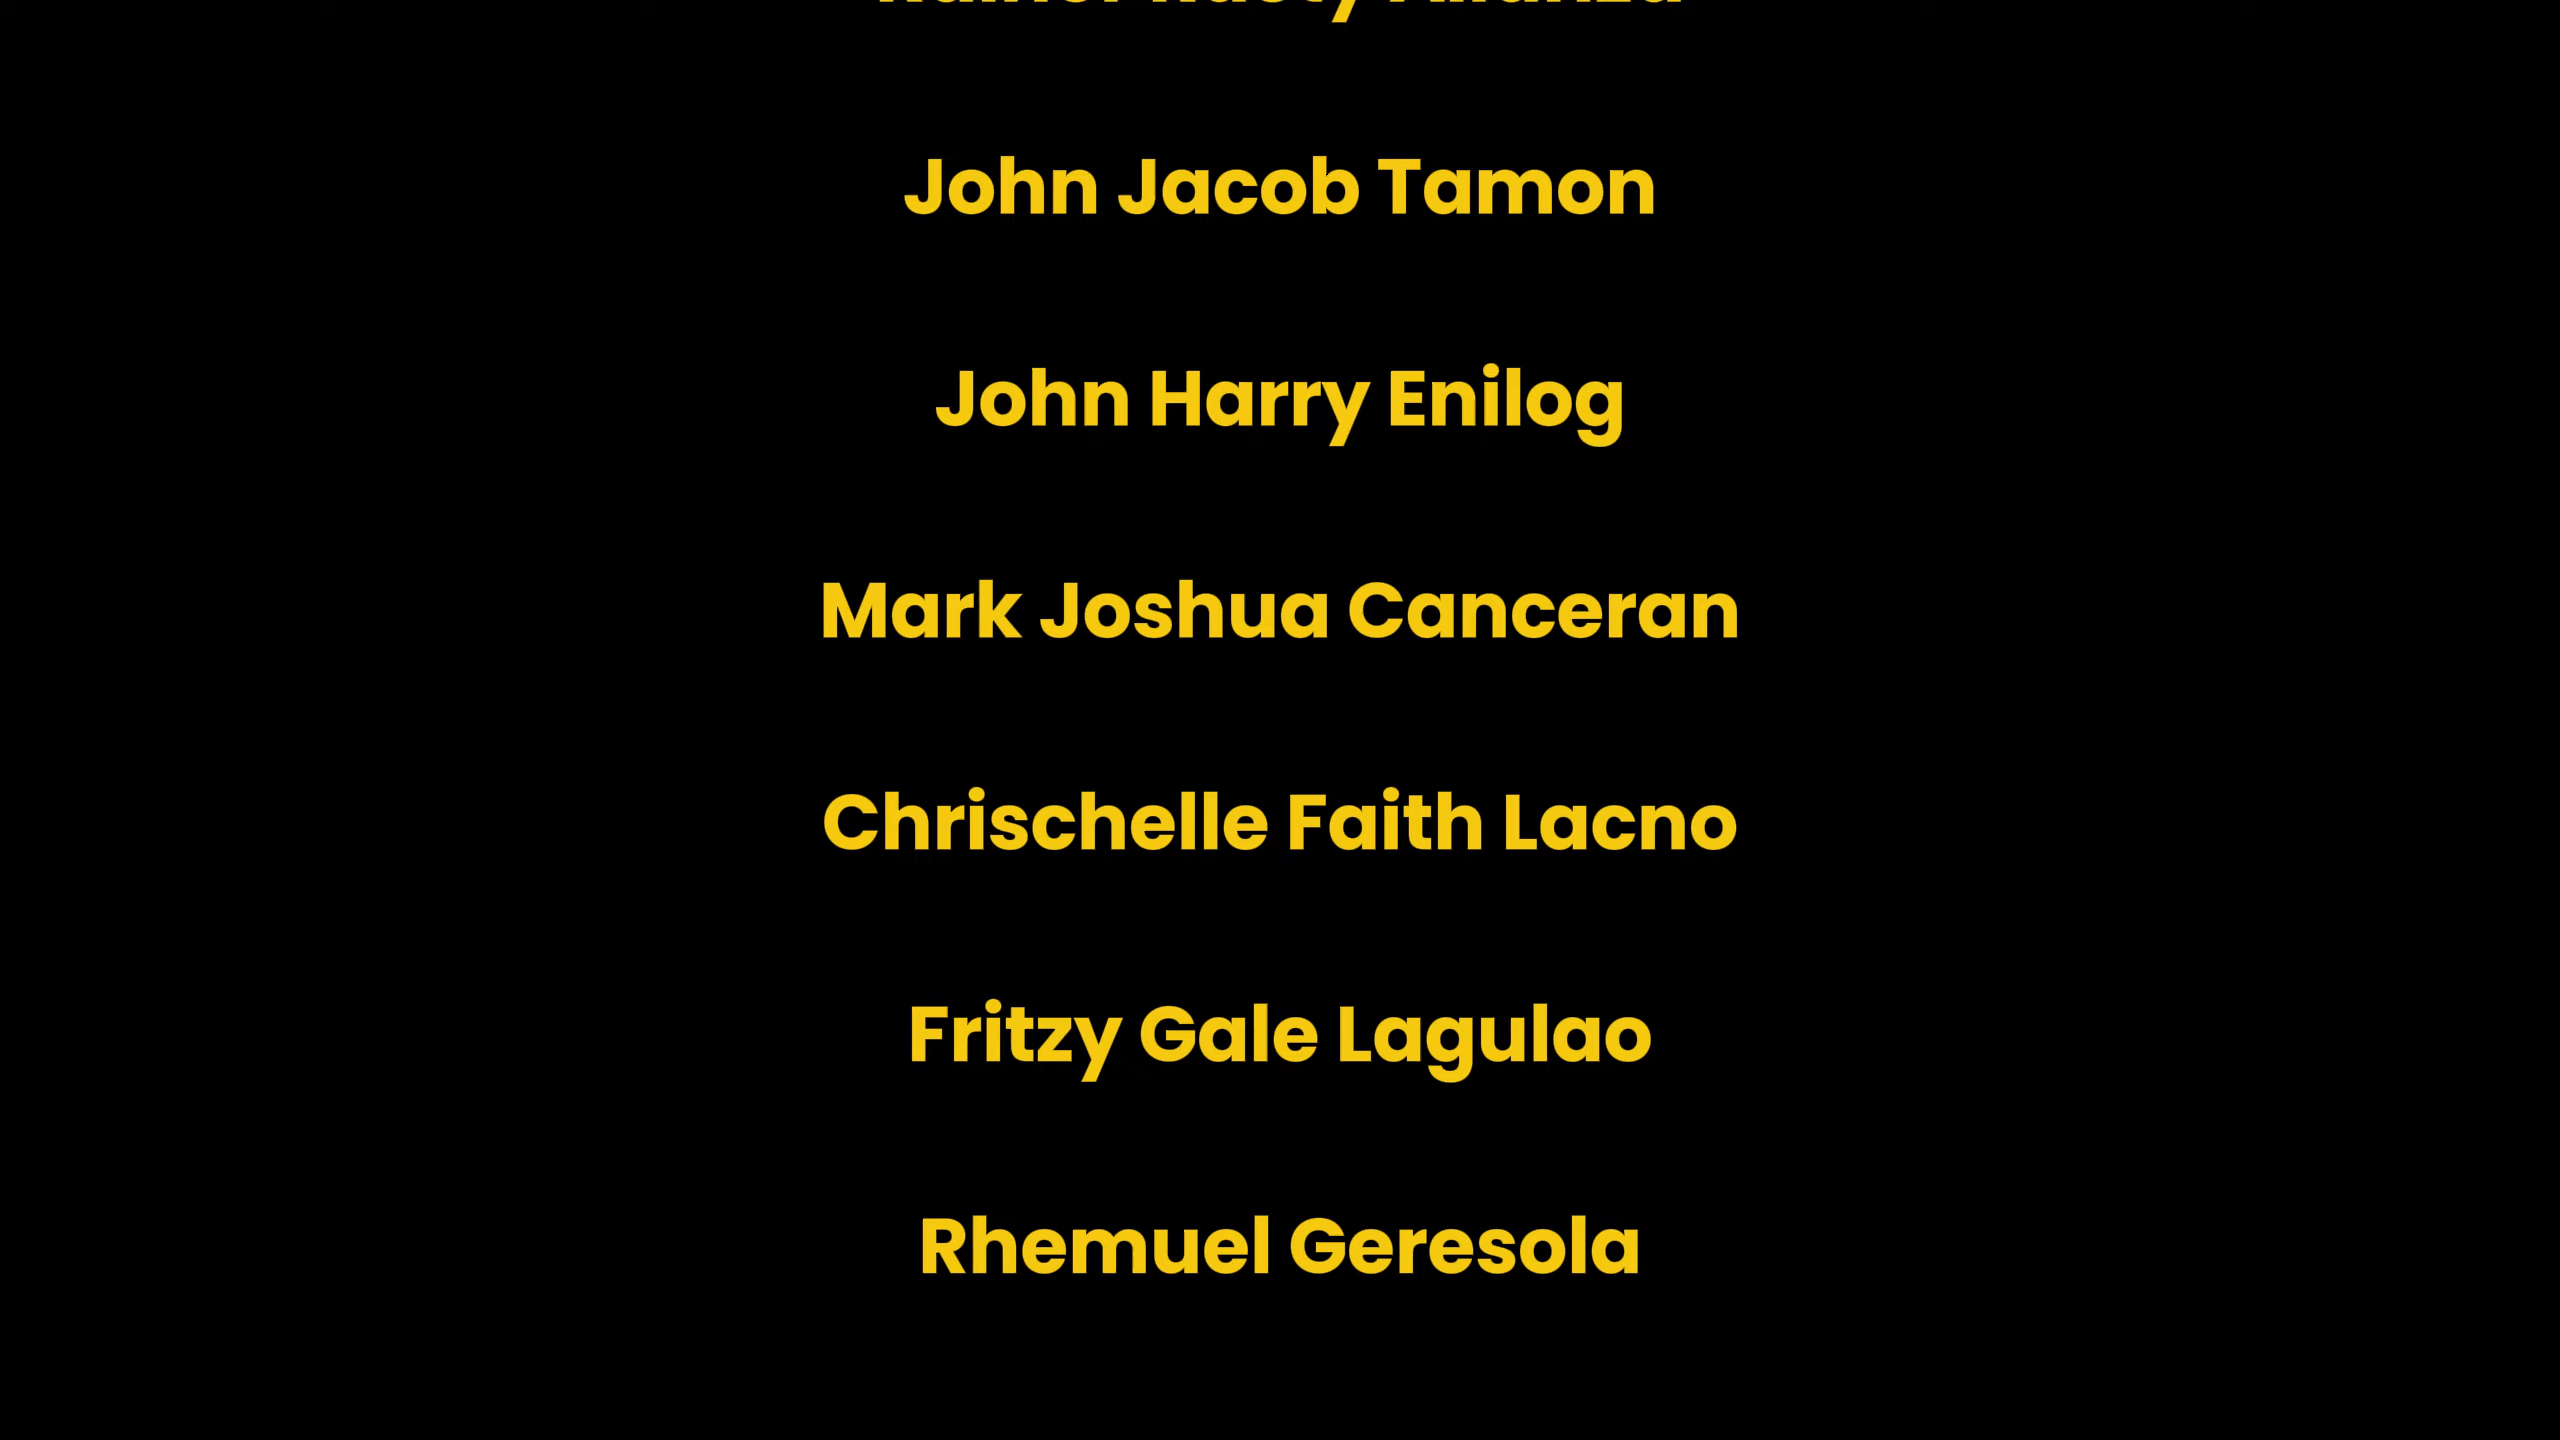 John Jacob Tamon
John Harry Enilog
Mark Joshua Canceran
Chrischelle Faith Lacno
Fritzy Gale Lagulao
Rhemuel Geresola